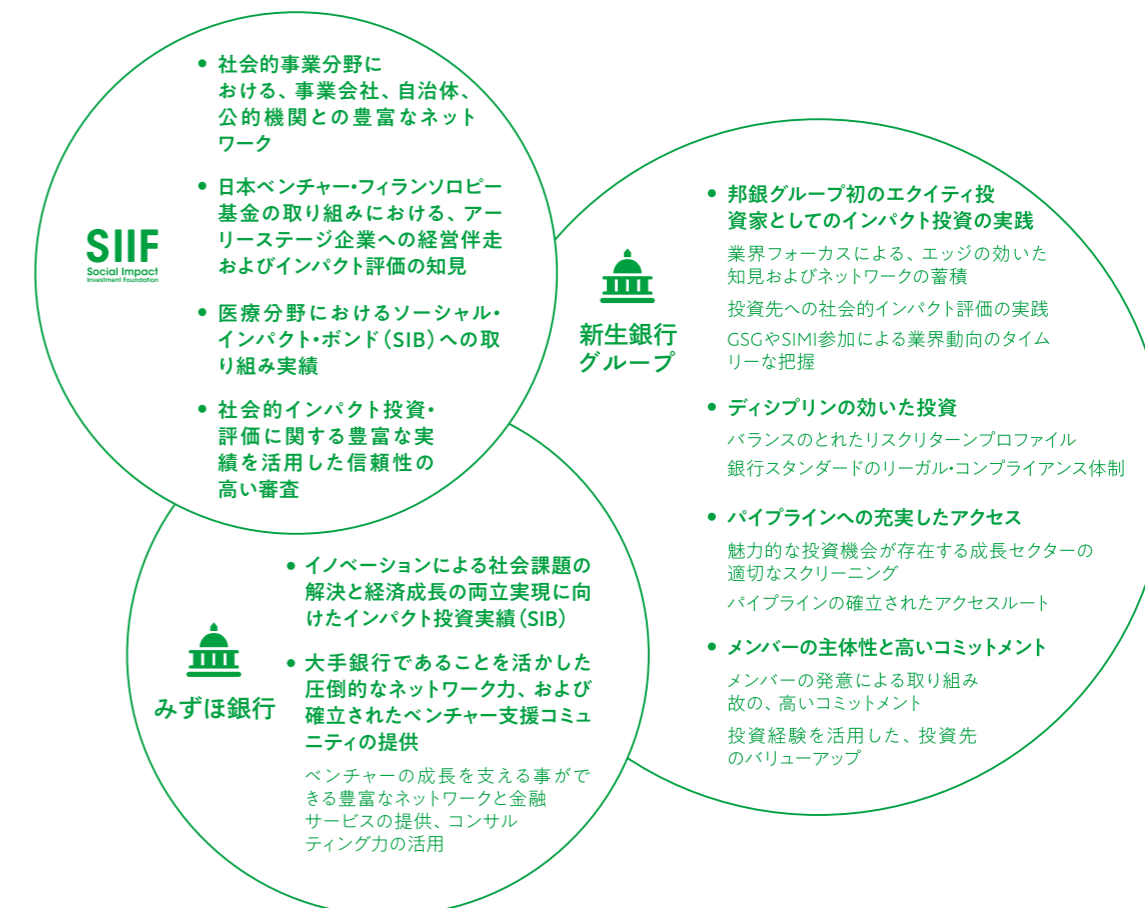 • 社会的事業分野に
おける、事業会社、自治体、
公的機関との豊富なネット
ワーク
• 日本ベンチャー・フィランソロピー
基金の取り組みにおける、アー
リーステージ企業への経営伴走
およびインパクト評価の知見
SIIF
Social Impact
Investment Foundation
• 医療分野におけるソーシャル・
インパクト・ボンド（SIB）への取
り組み実績
• 社会的インパクト投資・
評価に関する豊富な実
績を活用した信頼性の
高い審査
新生銀行
グループ
• 邦銀グループ初のエクイティ投
資家としてのインパクト投資の実践
業界フォーカスによる、エッジの効いた
知見およびネットワークの蓄積
投資先への社会的インパクト評価の実践
GSGやSIMI参加による業界動向のタイム
リーな把握
• ディシプリンの効いた投資
バランスのとれたリスクリターンプロファイル
銀行スタンダードのリーガル・コンプライアンス体制
• パイプラインへの充実したアクセス
魅力的な投資機会が存在する成長セクターの
適切なスクリーニング
パイプラインの確立されたアクセスルート
• メンバーの主体性と高いコミットメント
メンバーの発意による取り組み
故の、高いコミットメント
投資経験を活用した、投資先
のバリューアップ
みずほ銀行
• イノベーションによる社会課題の
解決と経済成長の両立実現に向
けたインパクト投資実績（SIB）
• 大手銀行であることを活かした
圧倒的なネットワーク力、および
確立されたベンチャー支援コミュ
ニティの提供
ベンチャーの成長を支える事がで
きる豊富なネットワークと金融
サービスの提供、コンサル
ティング力の活用